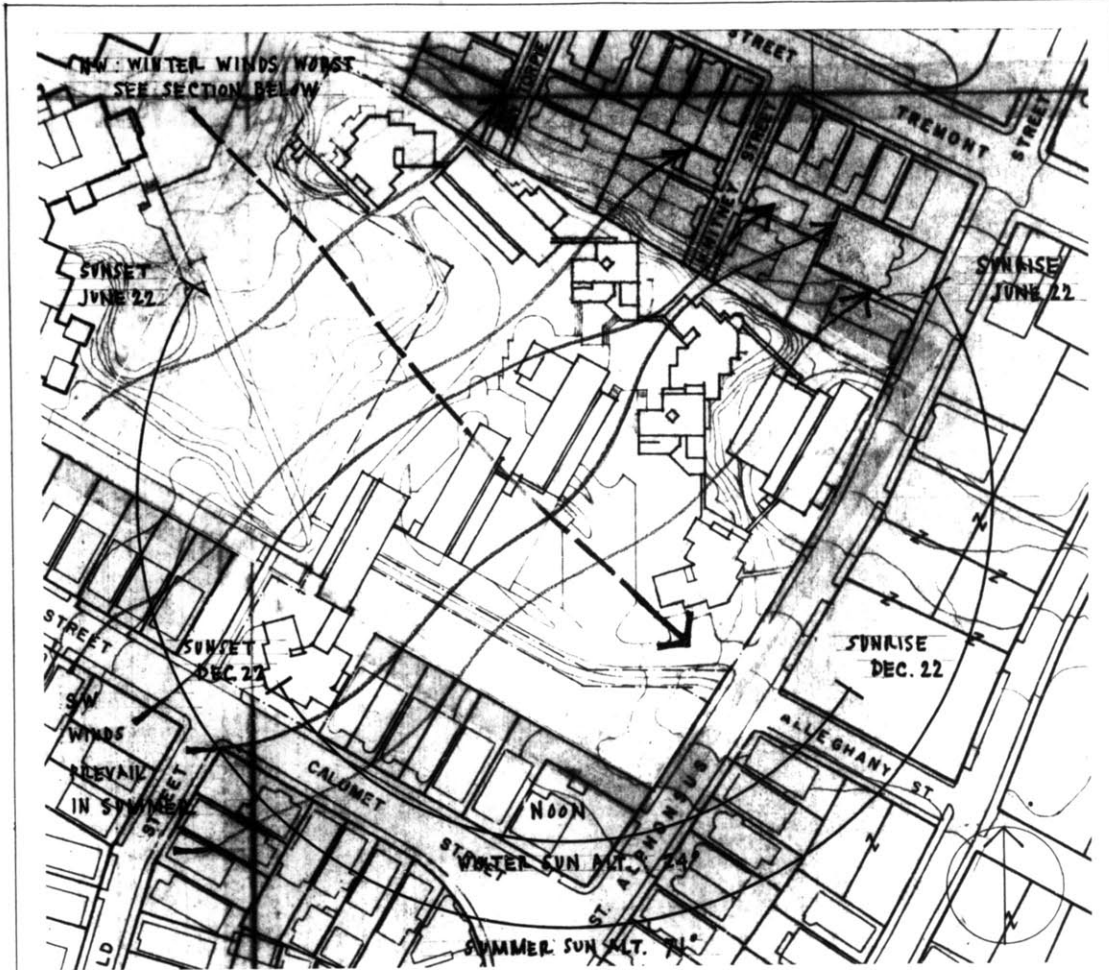 NW: WINTER WINDS WORST
SEE SECTION BELOW
STREET
TREMONT
STREET
STREET
WHITNEY
SUNSET
JUNE 22
SUNRISE
JUNE 22
SUNSET
DEC. 22
SUNRISE
DEC. 22
STREET
SW
WINDS
PREVAIL
IN SUMMER
STREET
CALUMET
STREET
NOON
WINTER SUN ALT. 24°
SUMMER SUN ALT. 71°
ST. ALPHONSUS
ALLEGHANY ST
LD
N